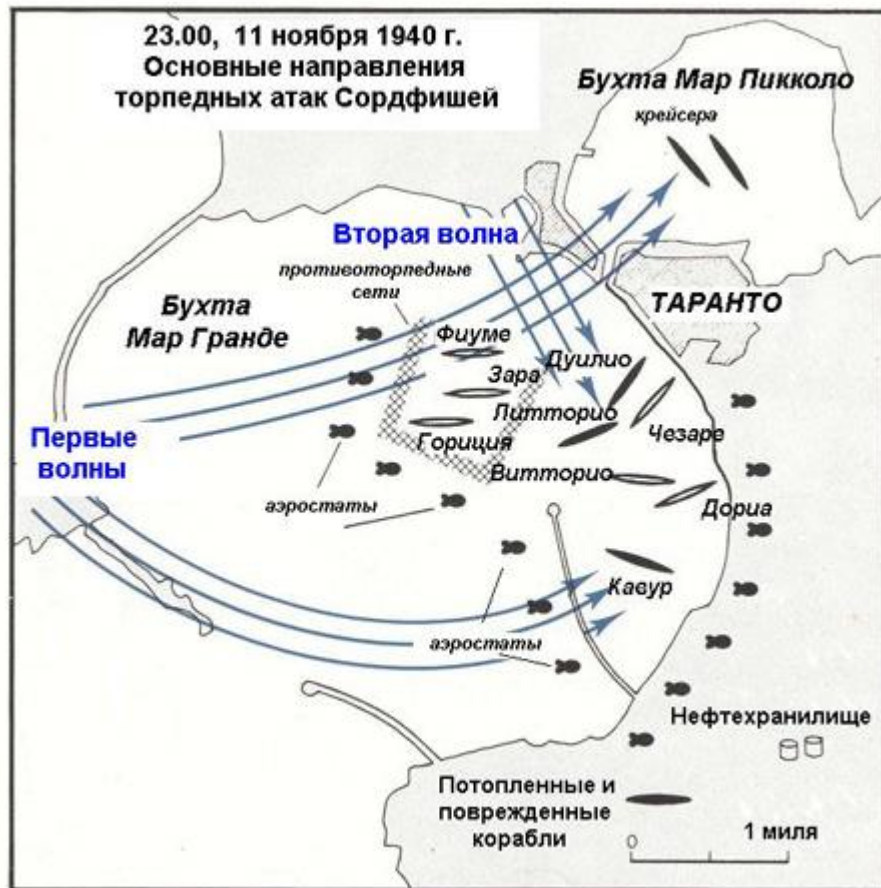 23.00, 11 ноября 1940 г.
Основные направления
торпедных атак Сордфишей
Бухта Мар Пикколо
крейсера
Вторая волна
противоторпедные
сети
Бухта
Мар Гранде
ТАРАНТО
Фиуме
Дуилио
Зара
Литторио
Чезаре
Гориция
Первые
волны
Витторио
аэростаты
Дориа
Кавур
аэростаты
Нефтехранилище
Потопленные и
поврежденные
корабли
0
1 миля